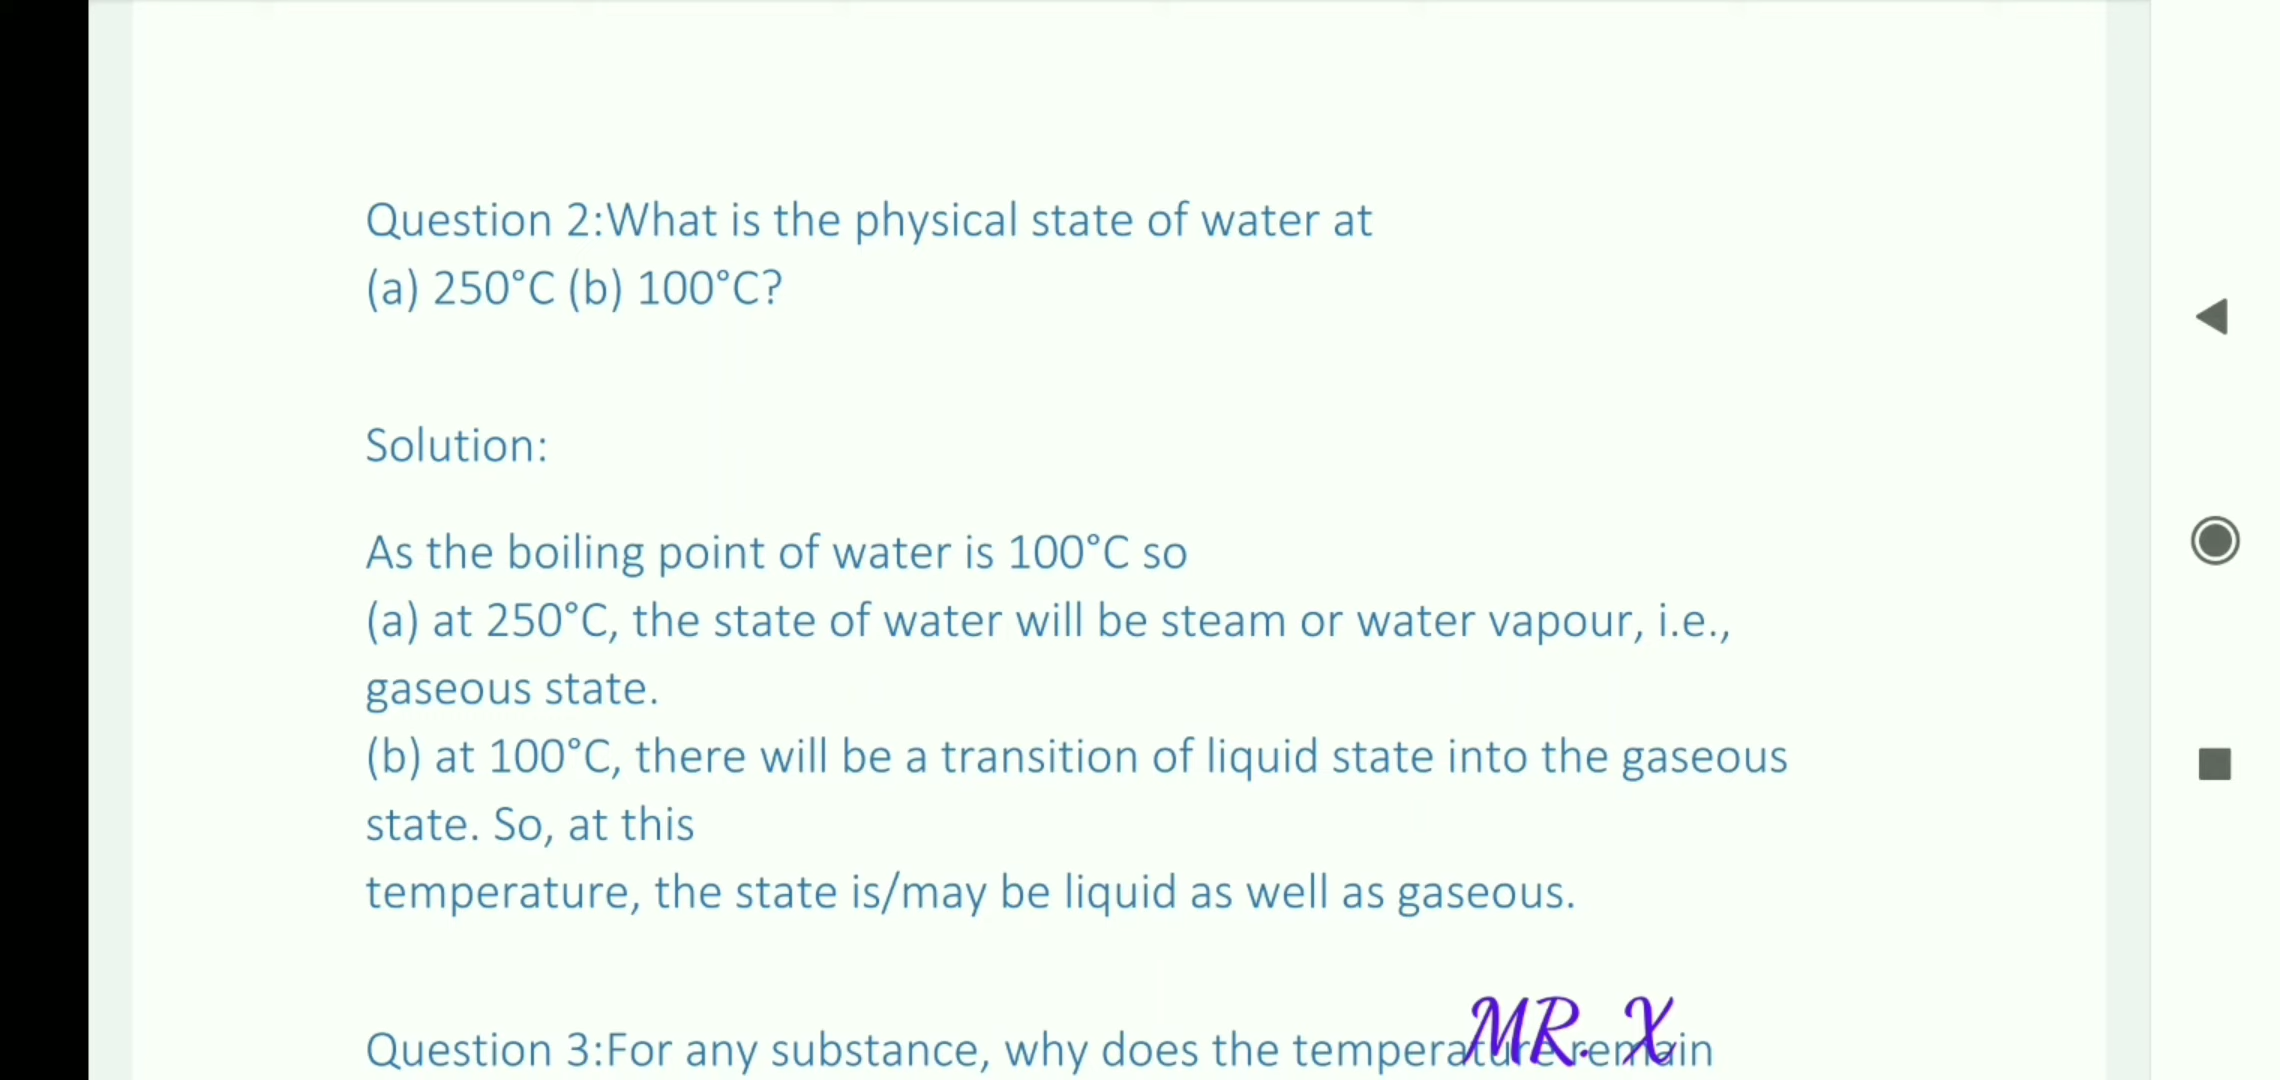 Question 2:What is the physical state of water at
(a) 250°C (b) 100°C?
Solution:
As the boiling point of water is 100°C so
(a) at 250°C, the state of water will be steam or water vapour, i.e.,
gaseous state.
(b) at 100°C, there will be a transition of liquid state into the gaseous
state. So, at this
temperature, the state is/may be liquid as well as gaseous.
Question 3:For any substance, why does the temperature remain
MR. X